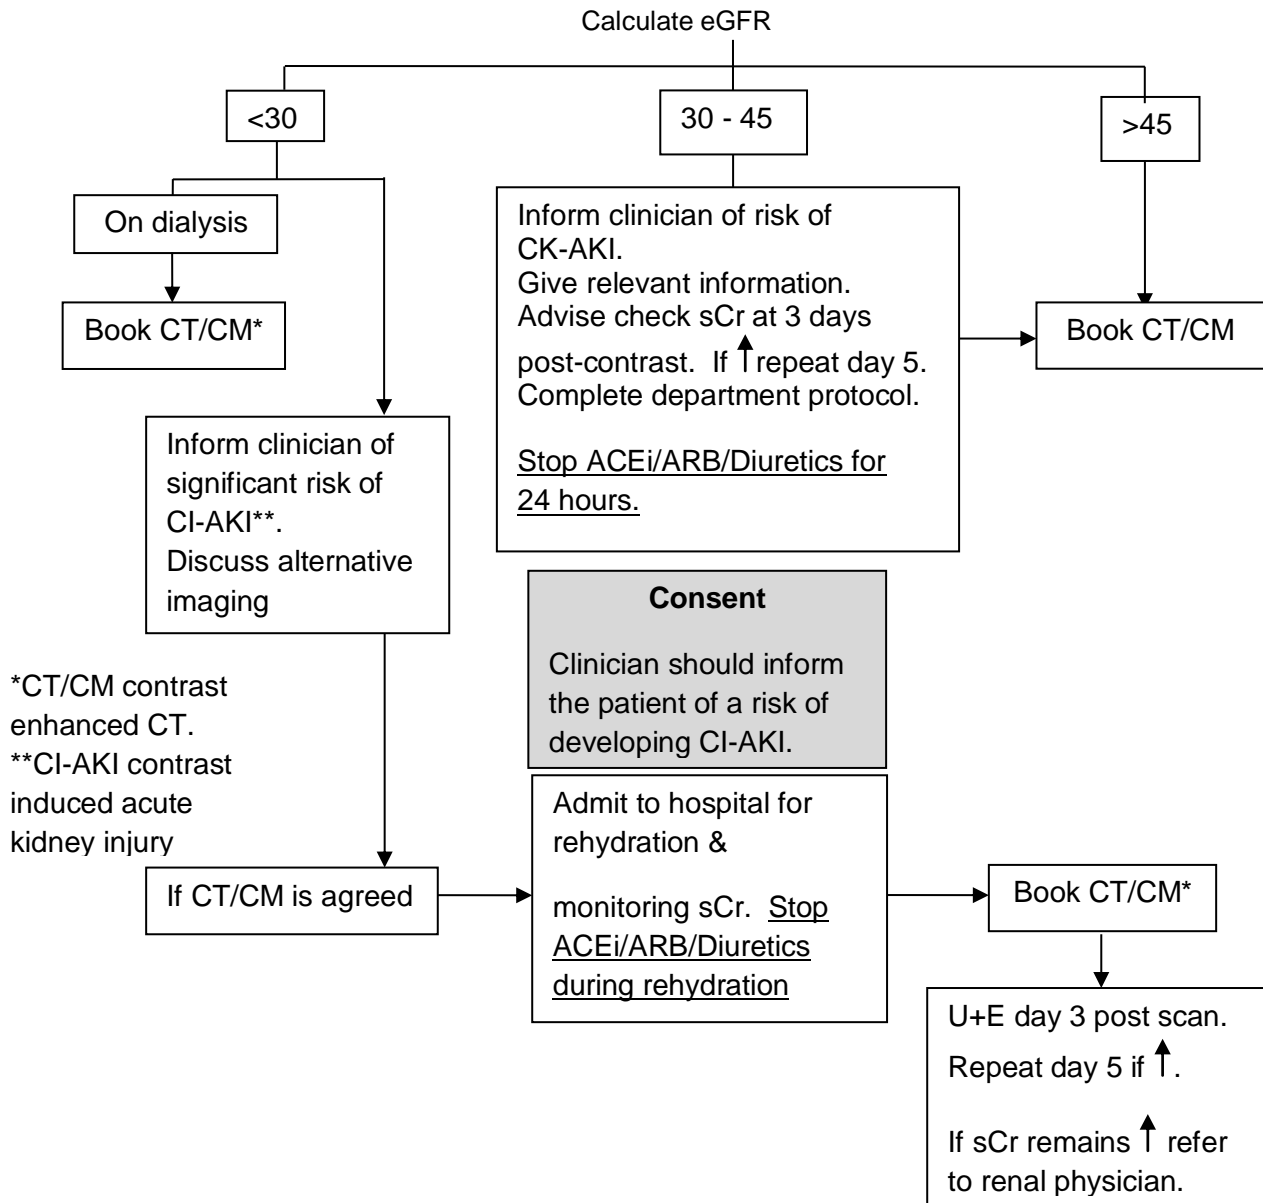 Calculate eGFR
<30
30 - 45
>45
On dialysis
Book CT/CM*
Inform clinician of
significant risk of
CI-AKI**.
Discuss alternative
imaging
Inform clinician of risk of
CK-AKI.
Give relevant information.
Advise check sCr at 3 days
post-contrast. If ↑ repeat day 5.
Complete department protocol.
Stop ACEi/ARB/Diuretics for
24 hours.
Book CT/CM
Consent
Clinician should inform
the patient of a risk of
developing CI-AKI.
*CT/CM contrast
enhanced CT.
**CI-AKI contrast
induced acute
kidney injury
If CT/CM is agreed
Admit to hospital for
rehydration &
monitoring sCr. Stop
ACEi/ARB/Diuretics
during rehydration
Book CT/CM*
U+E day 3 post scan.
Repeat day 5 if ↑.
If sCr remains ↑ refer
to renal physician.